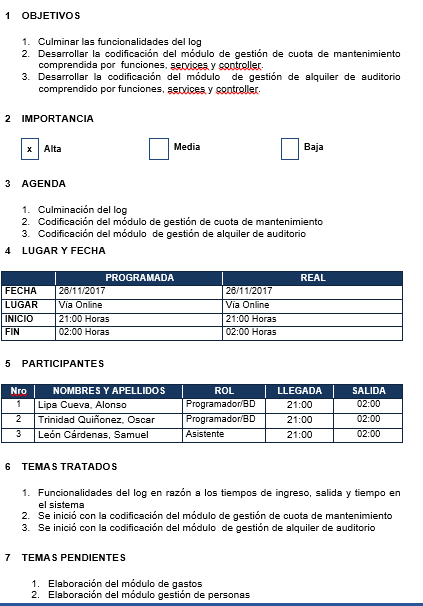 1 OBJETIVOS
1. Culminar las funcionalidades del log
2. Desarrollar la codificación del módulo de gestión de cuota de mantenimiento
comprendida por funciones, services y controller.
3. Desarrollar la codificación del módulo de gestión de alquiler de auditorio
comprendido por funciones, services y controller.
2 IMPORTANCIA
x Alta Media Baja
3 AGENDA
1. Culminación del log
2. Codificación del módulo de gestión de cuota de mantenimiento
3. Codificación del módulo de gestión de alquiler de auditorio
4 LUGAR Y FECHA
PROGRAMADA REAL
FECHA 26/11/2017 26/11/2017
LUGAR Vía Online Vía Online
INICIO 21:00 Horas 21:00 Horas
FIN 02:00 Horas 02:00 Horas
5 PARTICIPANTES
Nro NOMBRES Y APELLIDOS ROL LLEGADA SALIDA
1 Lipa Cueva, Alonso Programador/BD 21:00 02:00
2 Trinidad Quiñonez, Oscar Programador/BD 21:00 02:00
3 León Cárdenas, Samuel Asistente 21:00 02:00
6 TEMAS TRATADOS
1. Funcionalidades del log en razón a los tiempos de ingreso, salida y tiempo en
el sistema
2. Se inició con la codificación del módulo de gestión de cuota de mantenimiento
3. Se inició con la codificación del módulo de gestión de alquiler de auditorio
7 TEMAS PENDIENTES
1. Elaboración del módulo de gastos
2. Elaboración del módulo gestión de personas